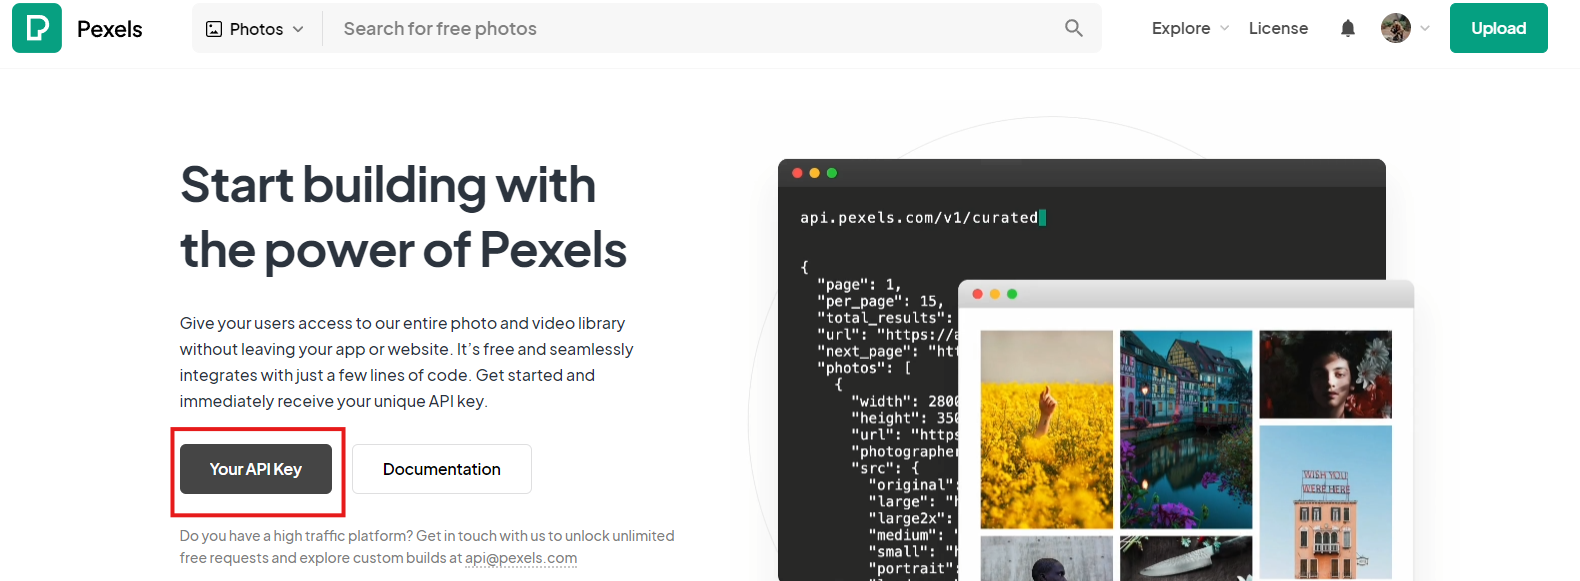 Pexels
Photos
Search for free photos
Explore
License
Upload
Start building with
the power of Pexels
Give your users access to our entire photo and video library
without leaving your app or website. It's free and seamlessly
integrates with just a few lines of code. Get started and
immediately receive your unique API key.
Your API Key
Documentation
Do you have a high traffic platform? Get in touch with us to unlock unlimited
free requests and explore custom builds at api@pexels.com
api.pexels.com/v1/curated
{
"page": 1,
"per_page": 15,
"total_results":
"url": "https://a
"next_page": "htt
"photos": [
{
"width": 2800
"height": 350
"url": "https
"photographer
"src": {
"original":
"large": "h
"large2x":
"medium":
"small": "h
"portrait":
WISH YOU
WERE HERE